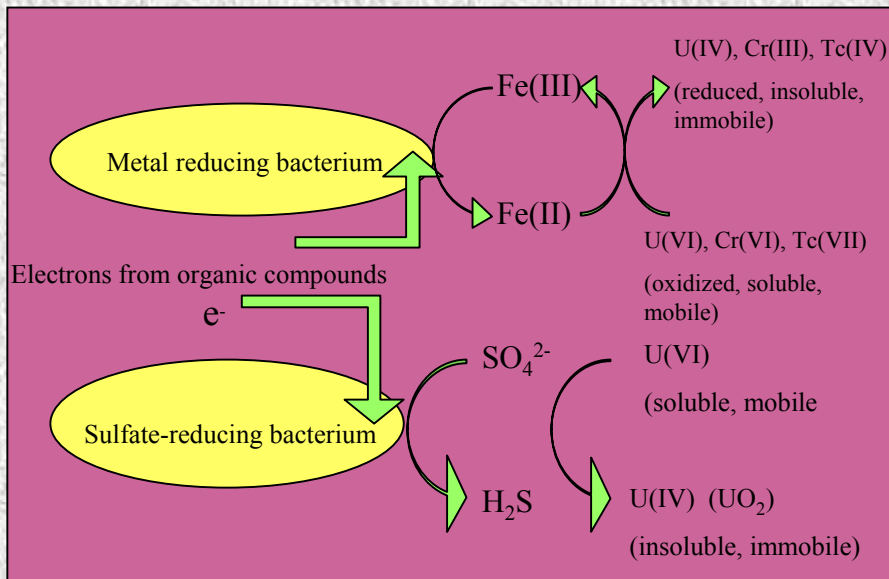 U(IV), Cr(III), Tc(IV)
(reduced, insoluble,
immobile)
Fe(III)
Metal reducing bacterium
Fe(II)
U(VI), Cr(VI), Tc(VII)
(oxidized, soluble,
mobile)
Electrons from organic compounds
e-
SO₄²⁻
U(VI)
(soluble, mobile
Sulfate-reducing bacterium
H₂S
U(IV) (UO₂)
(insoluble, immobile)